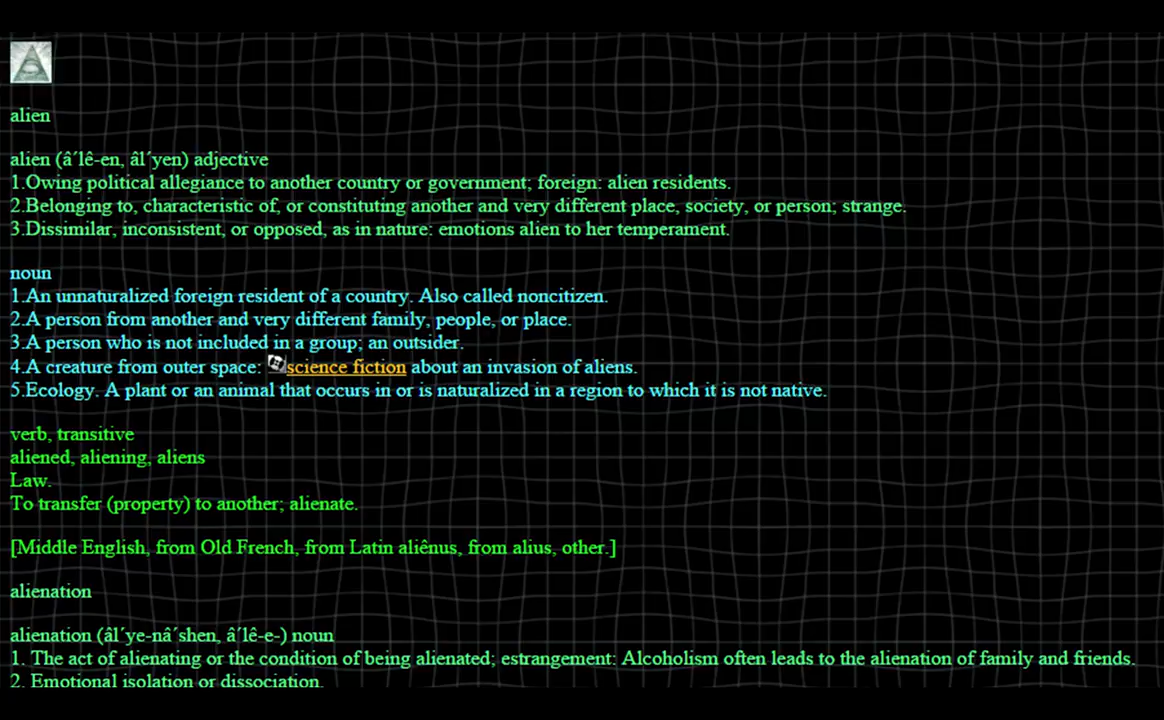 alien
alien (â´lê-en, âl´yen) adjective
1.Owing political allegiance to another country or government; foreign: alien residents.
2.Belonging to, characteristic of, or constituting another and very different place, society, or person; strange.
3.Dissimilar, inconsistent, or opposed, as in nature: emotions alien to her temperament.
noun
1.An unnaturalized foreign resident of a country. Also called noncitizen.
2.A person from another and very different family, people, or place.
3.A person who is not included in a group; an outsider.
4.A creature from outer space: science fiction about an invasion of aliens.
5.Ecology. A plant or an animal that occurs in or is naturalized in a region to which it is not native.
verb, transitive
aliened, aliening, aliens
Law.
To transfer (property) to another; alienate.
[Middle English, from Old French, from Latin aliênus, from alius, other.]
alienation
alienation (âl´ye-nâ´shen, â´lê-e-) noun
1. The act of alienating or the condition of being alienated; estrangement: Alcoholism often leads to the alienation of family and friends.
2. Emotional isolation or dissociation.